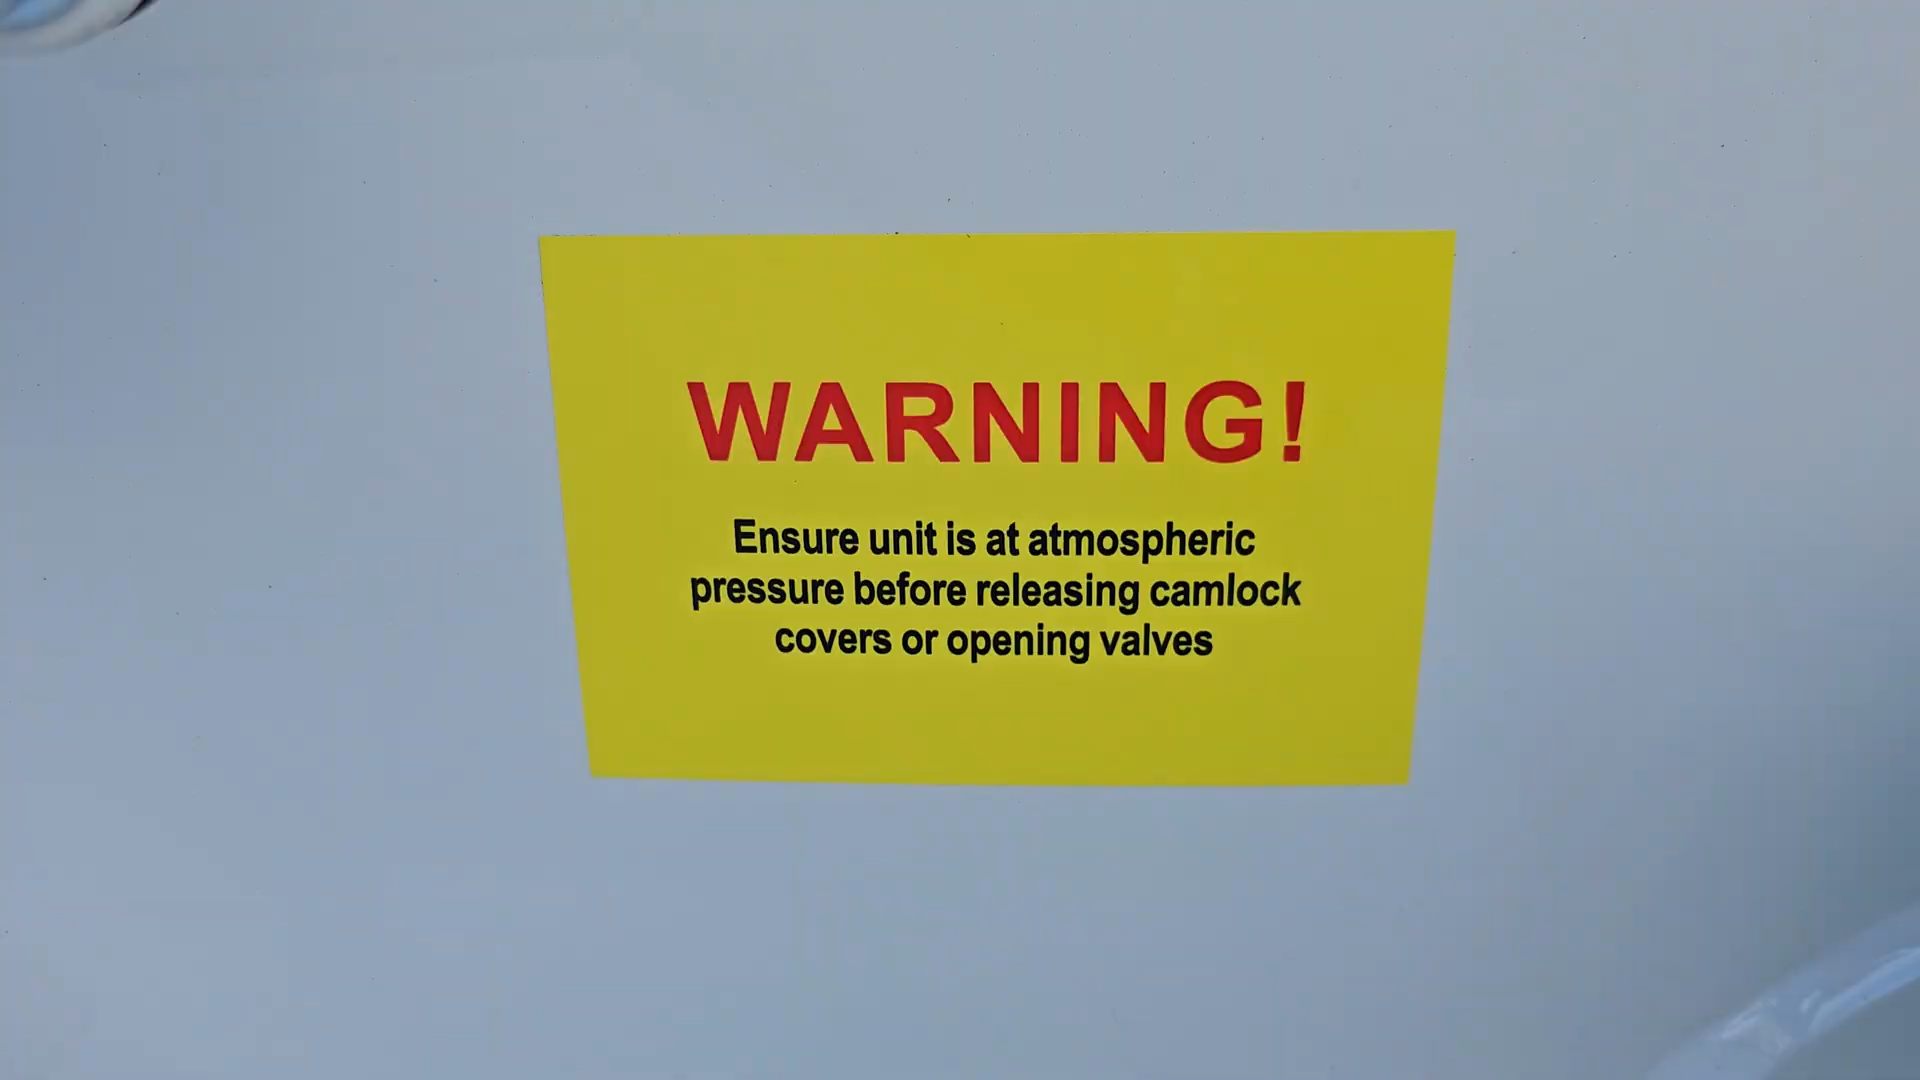 WARNING!
Ensure unit is at atmospheric
pressure before releasing camlock
covers or opening valves